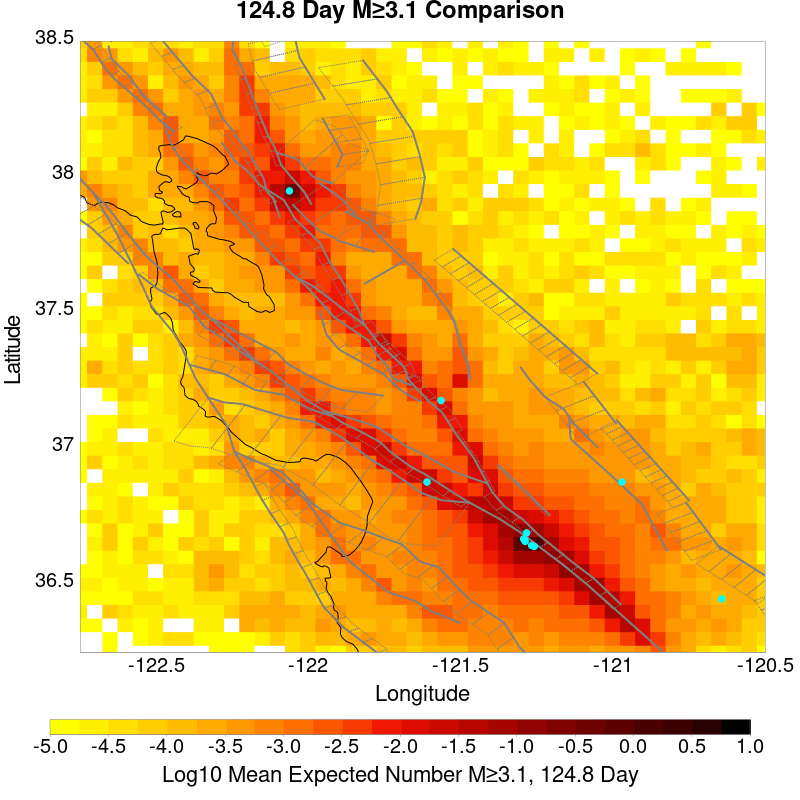 124.8 Day M≥3.1 Comparison
38.5
38
37.5
37
36.5
Latitude
-122.5 -122 -121.5 -121 -120.5
Longitude
-5.0 -4.5 -4.0 -3.5 -3.0 -2.5 -2.0 -1.5 -1.0 -0.5 0.0 0.5 1.0
Log10 Mean Expected Number M≥3.1, 124.8 Day